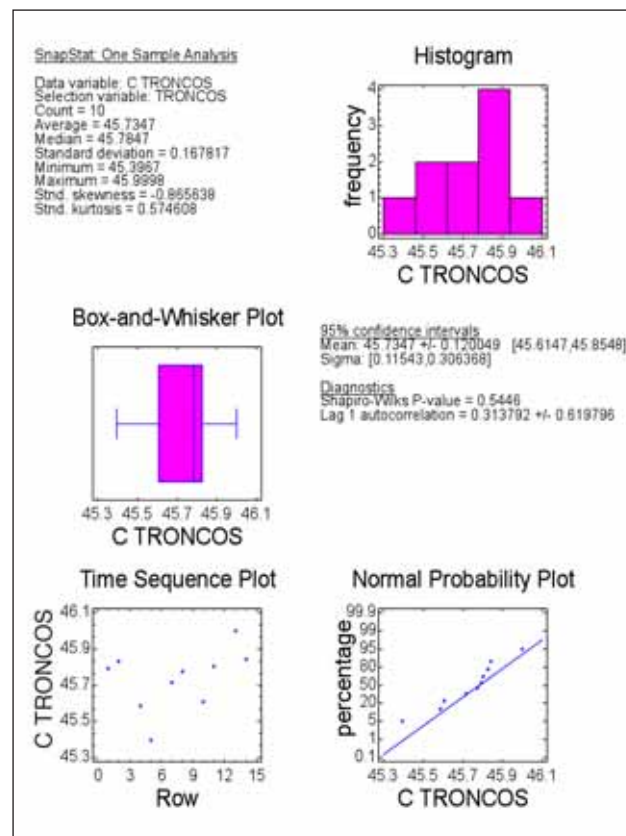 SnapStat: One Sample Analysis
Data variable: C TRONCOS
Selection variable: TRONCOS
Count = 10
Average = 45.7347
Median = 45.7847
Standard deviation = 0.167817
Minimum = 45.3967
Maximum = 45.9998
Stnd. skewness = -0.865638
Stnd. kurtosis = 0.574608
Histogram
frequency
4
3
2
1
0
45.3 45.5 45.7 45.9 46.1
C TRONCOS
Box-and-Whisker Plot
45.3 45.5 45.7 45.9 46.1
C TRONCOS
95% confidence intervals
Mean: 45.7347 +/- 0.120049 [45.6147,45.8548]
Sigma: [0.11543,0.306368]
Diagnostics
Shapiro-Wilks P-value = 0.5446
Lag 1 autocorrelation = 0.313792 +/- 0.619796
Time Sequence Plot
C TRONCOS
46.1
45.9
45.7
45.5
45.3
0 3 6 9 12 15
Row
Normal Probability Plot
percentage
99.9
99
95
80
50
20
5
1
0.1
45.3 45.5 45.7 45.9 46.1
C TRONCOS